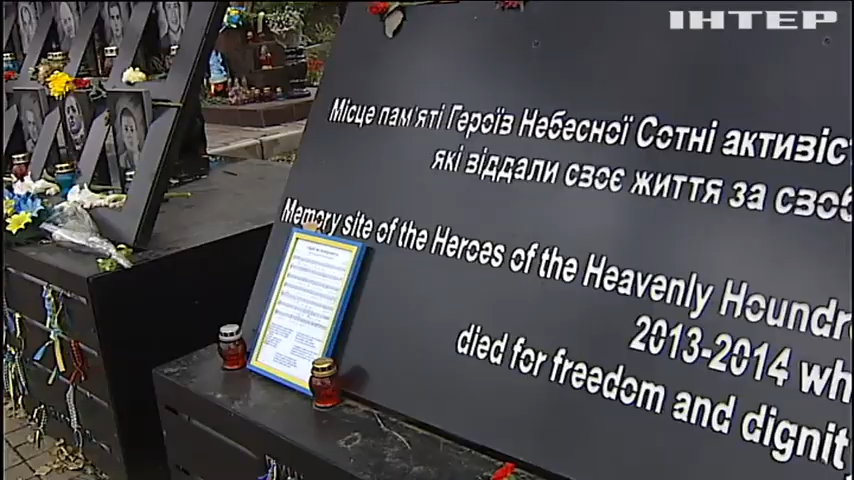 ІНТЕР
Місце пам'яті Героїв Небесної Сотні активіс
які віддали своє життя за своб
Memory site of the Heroes of the Heavenly Houndr
2013-2014 wh
died for freedom and dignit